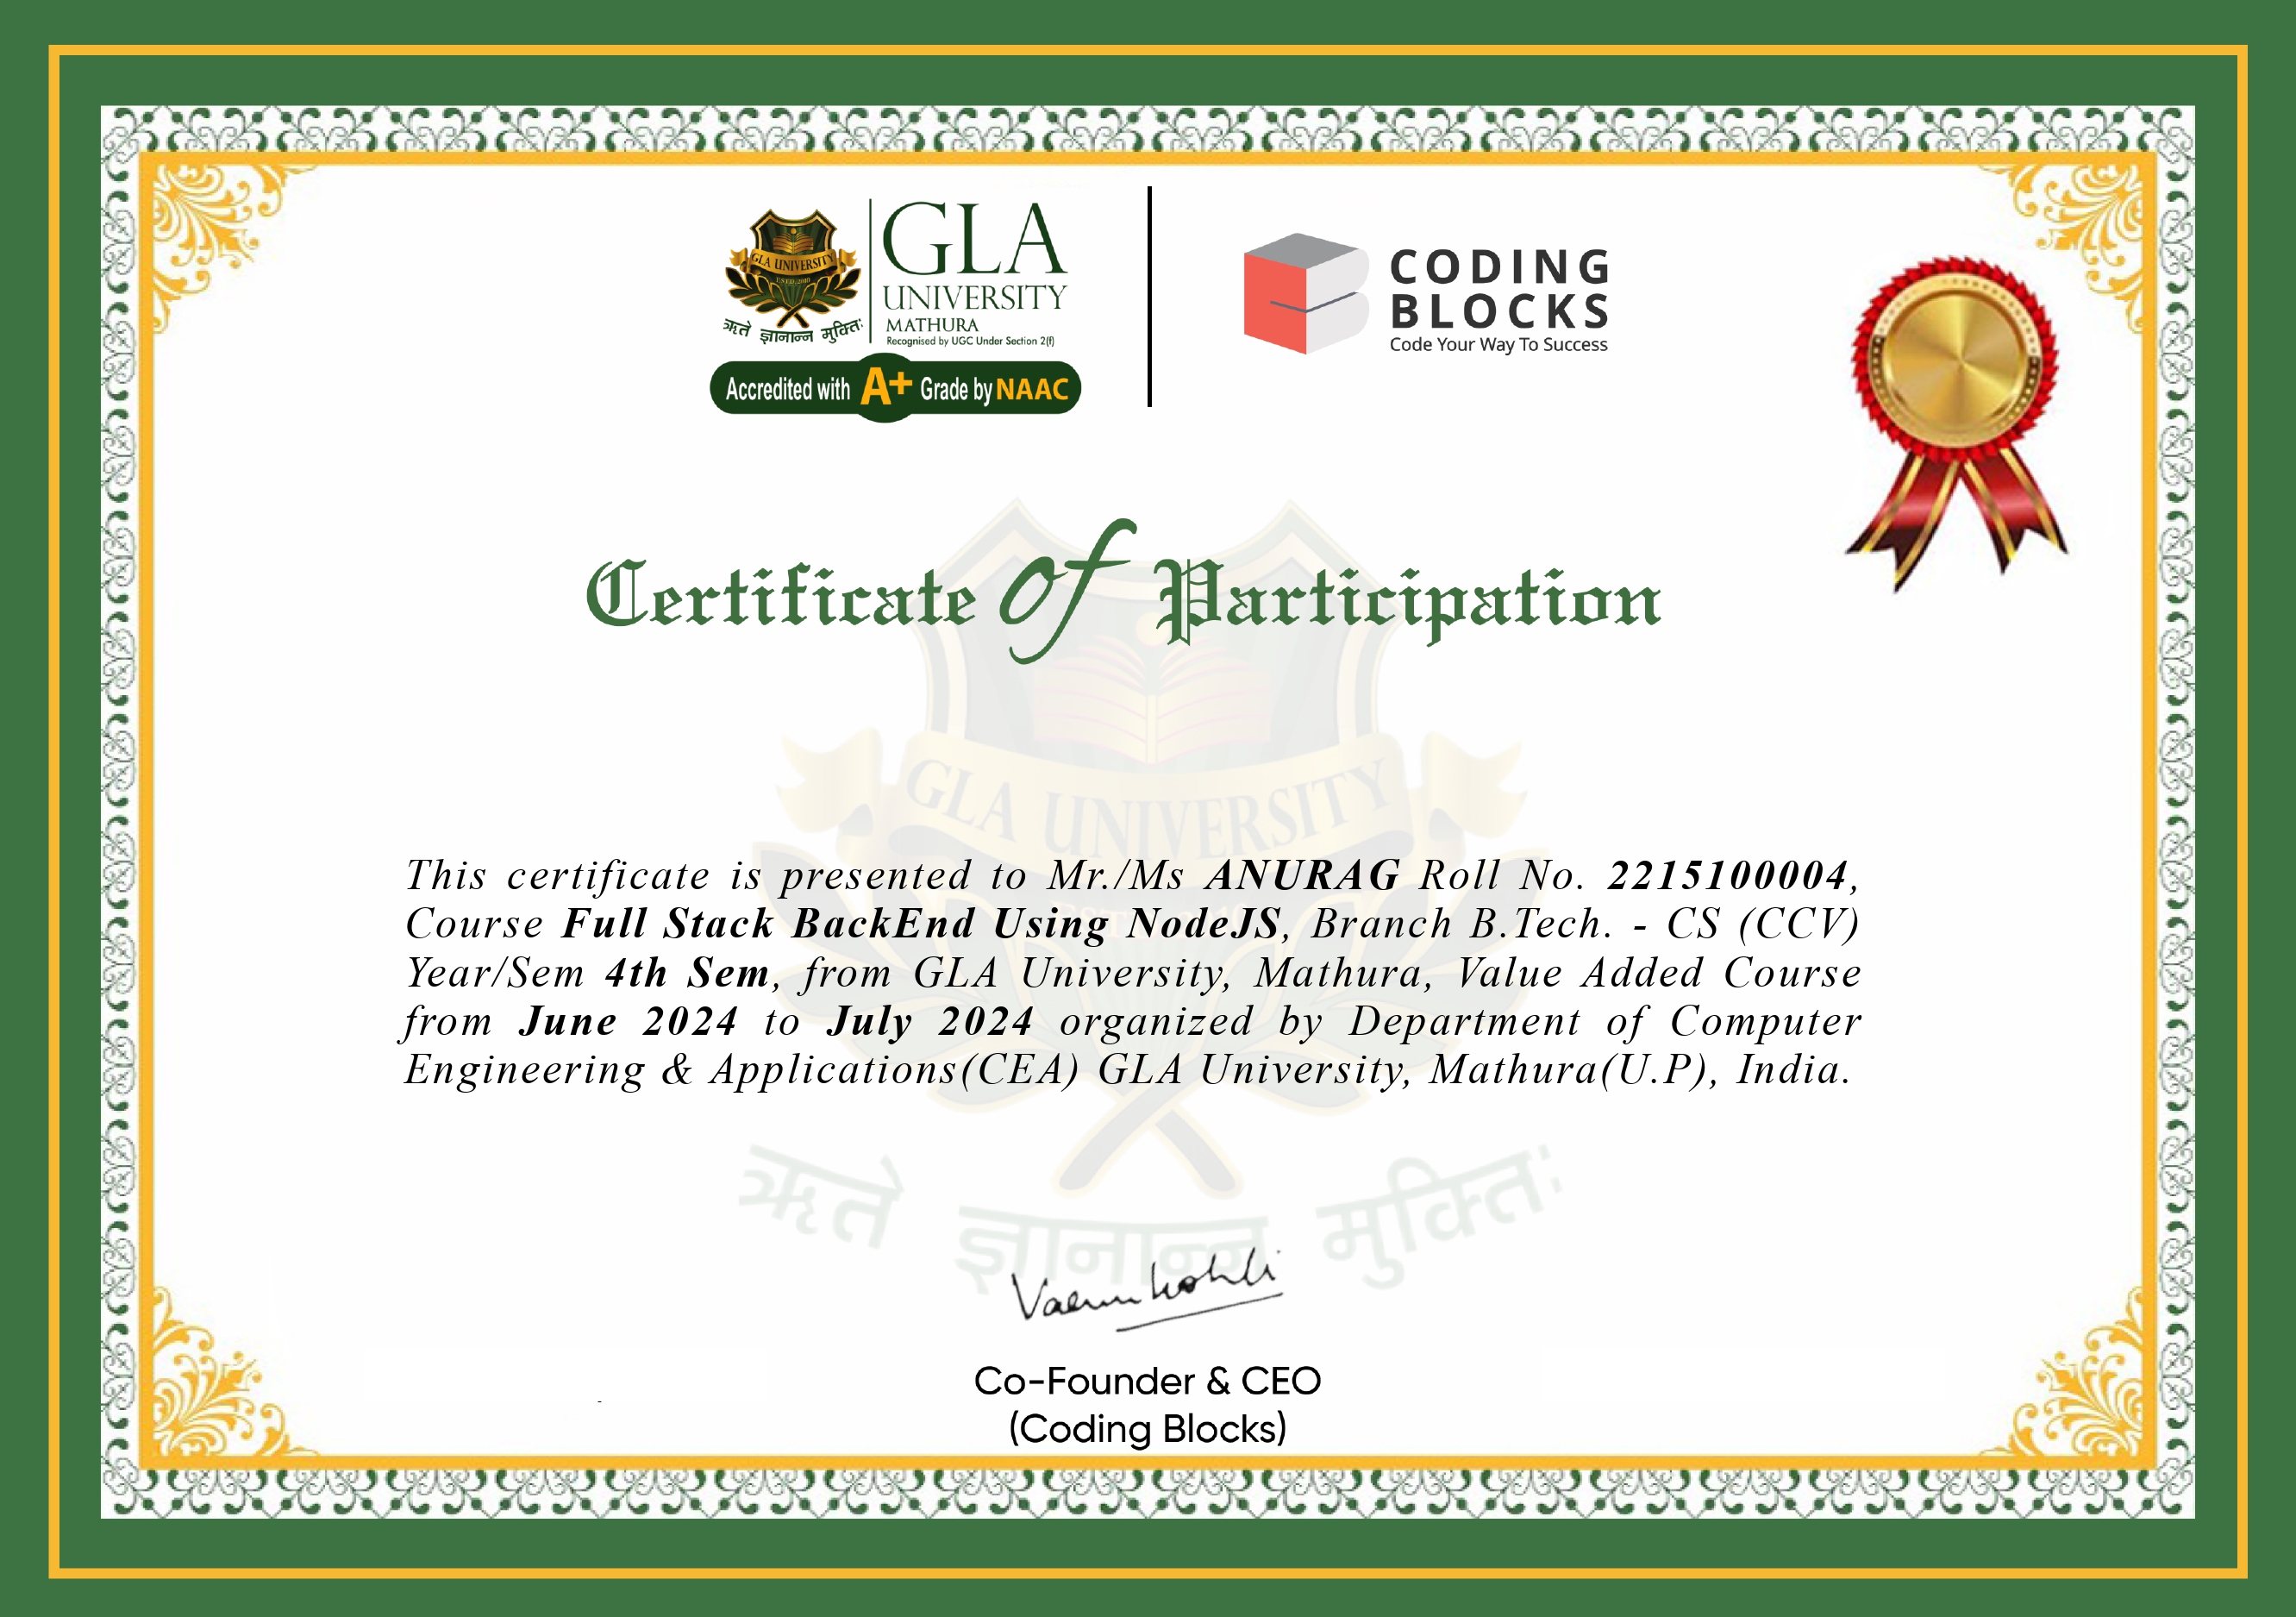 GLA UNIVERSITY
ऋते ज्ञानान्न मुक्तिः
GLA
UNIVERSITY
MATHURA
Recognised by UGC Under Section 2(f)
Accredited with A+ Grade by NAAC
CODING
BLOCKS
Code Your Way To Success
Certificate of Participation
GLA UNIVERSITY
This certificate is presented to Mr./Ms ANURAG Roll No. 2215100004,
Course Full Stack BackEnd Using NodeJS, Branch B.Tech. - CS (CCV)
Year/Sem 4th Sem, from GLA University, Mathura, Value Added Course
from June 2024 to July 2024 organized by Department of Computer
Engineering & Applications(CEA) GLA University, Mathura(U.P), India.
ऋते ज्ञानान्न मुक्तिः
Varun Kohli
Co-Founder & CEO
(Coding Blocks)